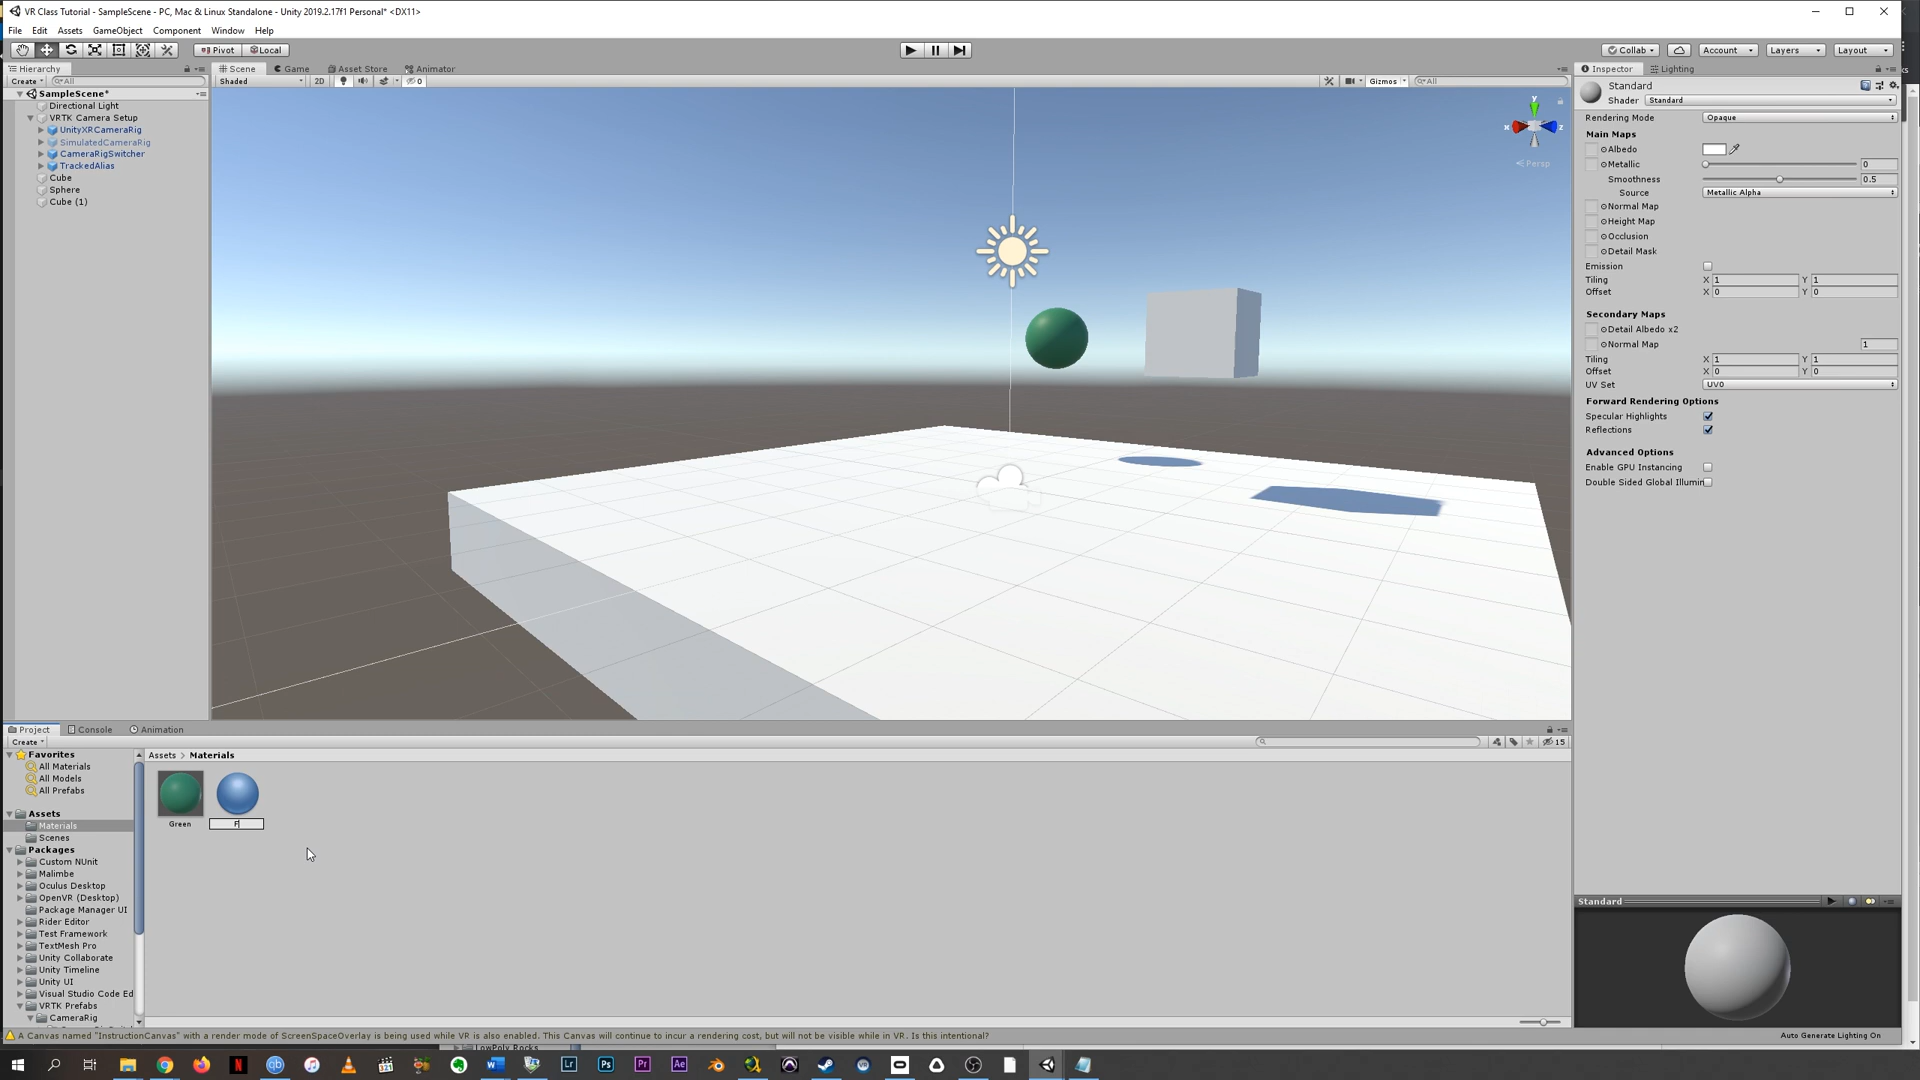 VR Class Tutorial - SampleScene - PC, Mac & Linux Standalone - Unity 2019.2.17f1 Personal* <DX11>
File Edit Assets GameObject Component Window Help
Pivot Local
Collab Account Layers Layout
Hierarchy
Create All
SampleScene*
Directional Light
VRTK Camera Setup
UnityXRCameraRig
SimulatedCameraRig
CameraRigSwitcher
TrackedAlias
Cube
Sphere
Cube (1)
Scene Game Asset Store Animator
Shaded 2D 0 Gizmos All
y
x z
Persp
Inspector Lighting
Standard
Shader Standard
Rendering Mode Opaque
Main Maps
Albedo
Metallic 0
Smoothness 0.5
Source Metallic Alpha
Normal Map
Height Map
Occlusion
Detail Mask
Emission
Tiling X 1 Y 1
Offset X 0 Y 0
Secondary Maps
Detail Albedo x2
Normal Map 1
Tiling X 1 Y 1
Offset X 0 Y 0
UV Set UV0
Forward Rendering Options
Specular Highlights
Reflections
Advanced Options
Enable GPU Instancing
Double Sided Global Illumin
Standard
Project Console Animation
Create 15
Favorites
All Materials
All Models
All Prefabs
Assets
Materials
Scenes
Packages
Custom NUnit
Malimbe
Oculus Desktop
OpenVR (Desktop)
Package Manager UI
Rider Editor
Test Framework
TextMesh Pro
Unity Collaborate
Unity Timeline
Unity UI
Visual Studio Code Ed
VRTK Prefabs
CameraRig
Assets > Materials
Green F
A Canvas named "InstructionCanvas" with a render mode of ScreenSpaceOverlay is being used while VR is also enabled. This Canvas will continue to incur a rendering cost, but will not be visible while in VR. Is this intentional?
Auto Generate Lighting On
LowPoly Rocks
N qb 321 W Lr Ps Pr Ae